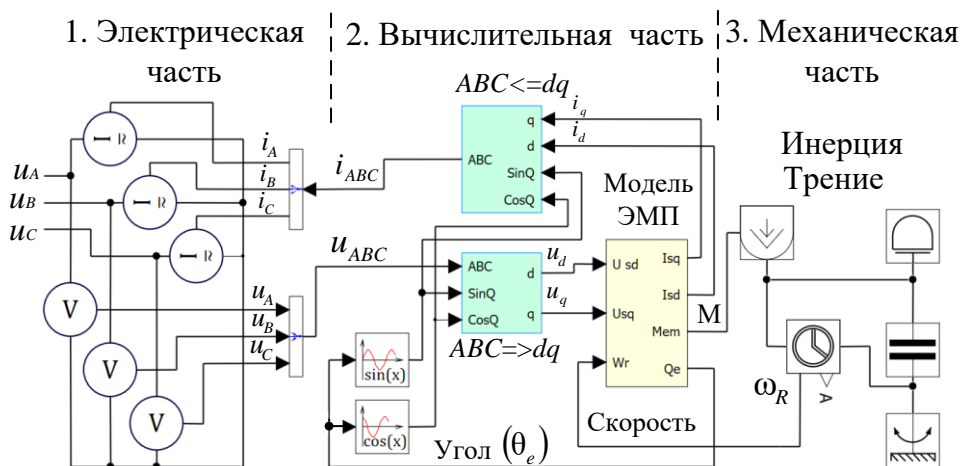 1. Электрическая часть
2. Вычислительная часть
3. Механическая часть
ABC<=dq
u_A
u_B
u_C
I ≈
I ≈
I ≈
i_A
i_B
i_C
i_ABC
q
d
SinQ
CosQ
ABC
i_q
i_d
Модель
ЭМП
Инерция
Трение
u_ABC
V
V
V
u_A
u_B
u_C
ABC
SinQ
CosQ
d
q
u_d
u_q
ABC=>dq
U sd
Usq
Wr
Isq
Isd
Mem
Qe
M
sin(x)
cos(x)
ω_R
A
Скорость
Угол (θ_e)